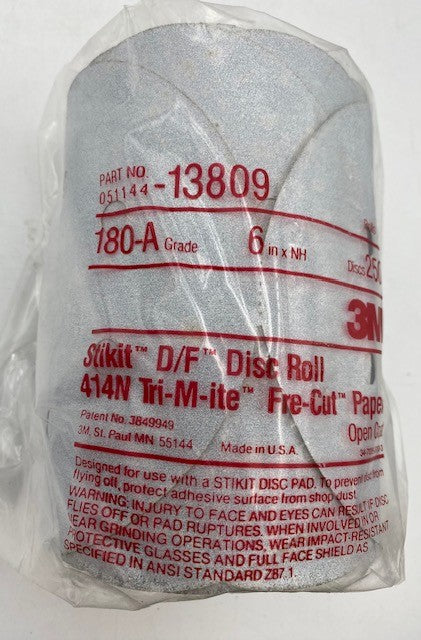 PART NO.
051144-13809
180-A Grade 6 in x NH Discs 250
3M
Stikit™ D/F™ Disc Roll
414N Tri-M-ite™ Fre-Cut™ Paper
Open Coat
Patent No. 3849949
3M, St. Paul MN 55144 Made in U.S.A.
Designed for use with a STIKIT DISC PAD. To prevent disc from
flying off, protect adhesive surface from shop dust.
WARNING: INJURY TO FACE AND EYES CAN RESULT IF DISC
FLIES OFF OR PAD RUPTURES. WHEN INVOLVED IN OR
NEAR GRINDING OPERATIONS, WEAR IMPACT-RESISTANT
PROTECTIVE GLASSES AND FULL FACE SHIELD AS
SPECIFIED IN ANSI STANDARD Z87.1